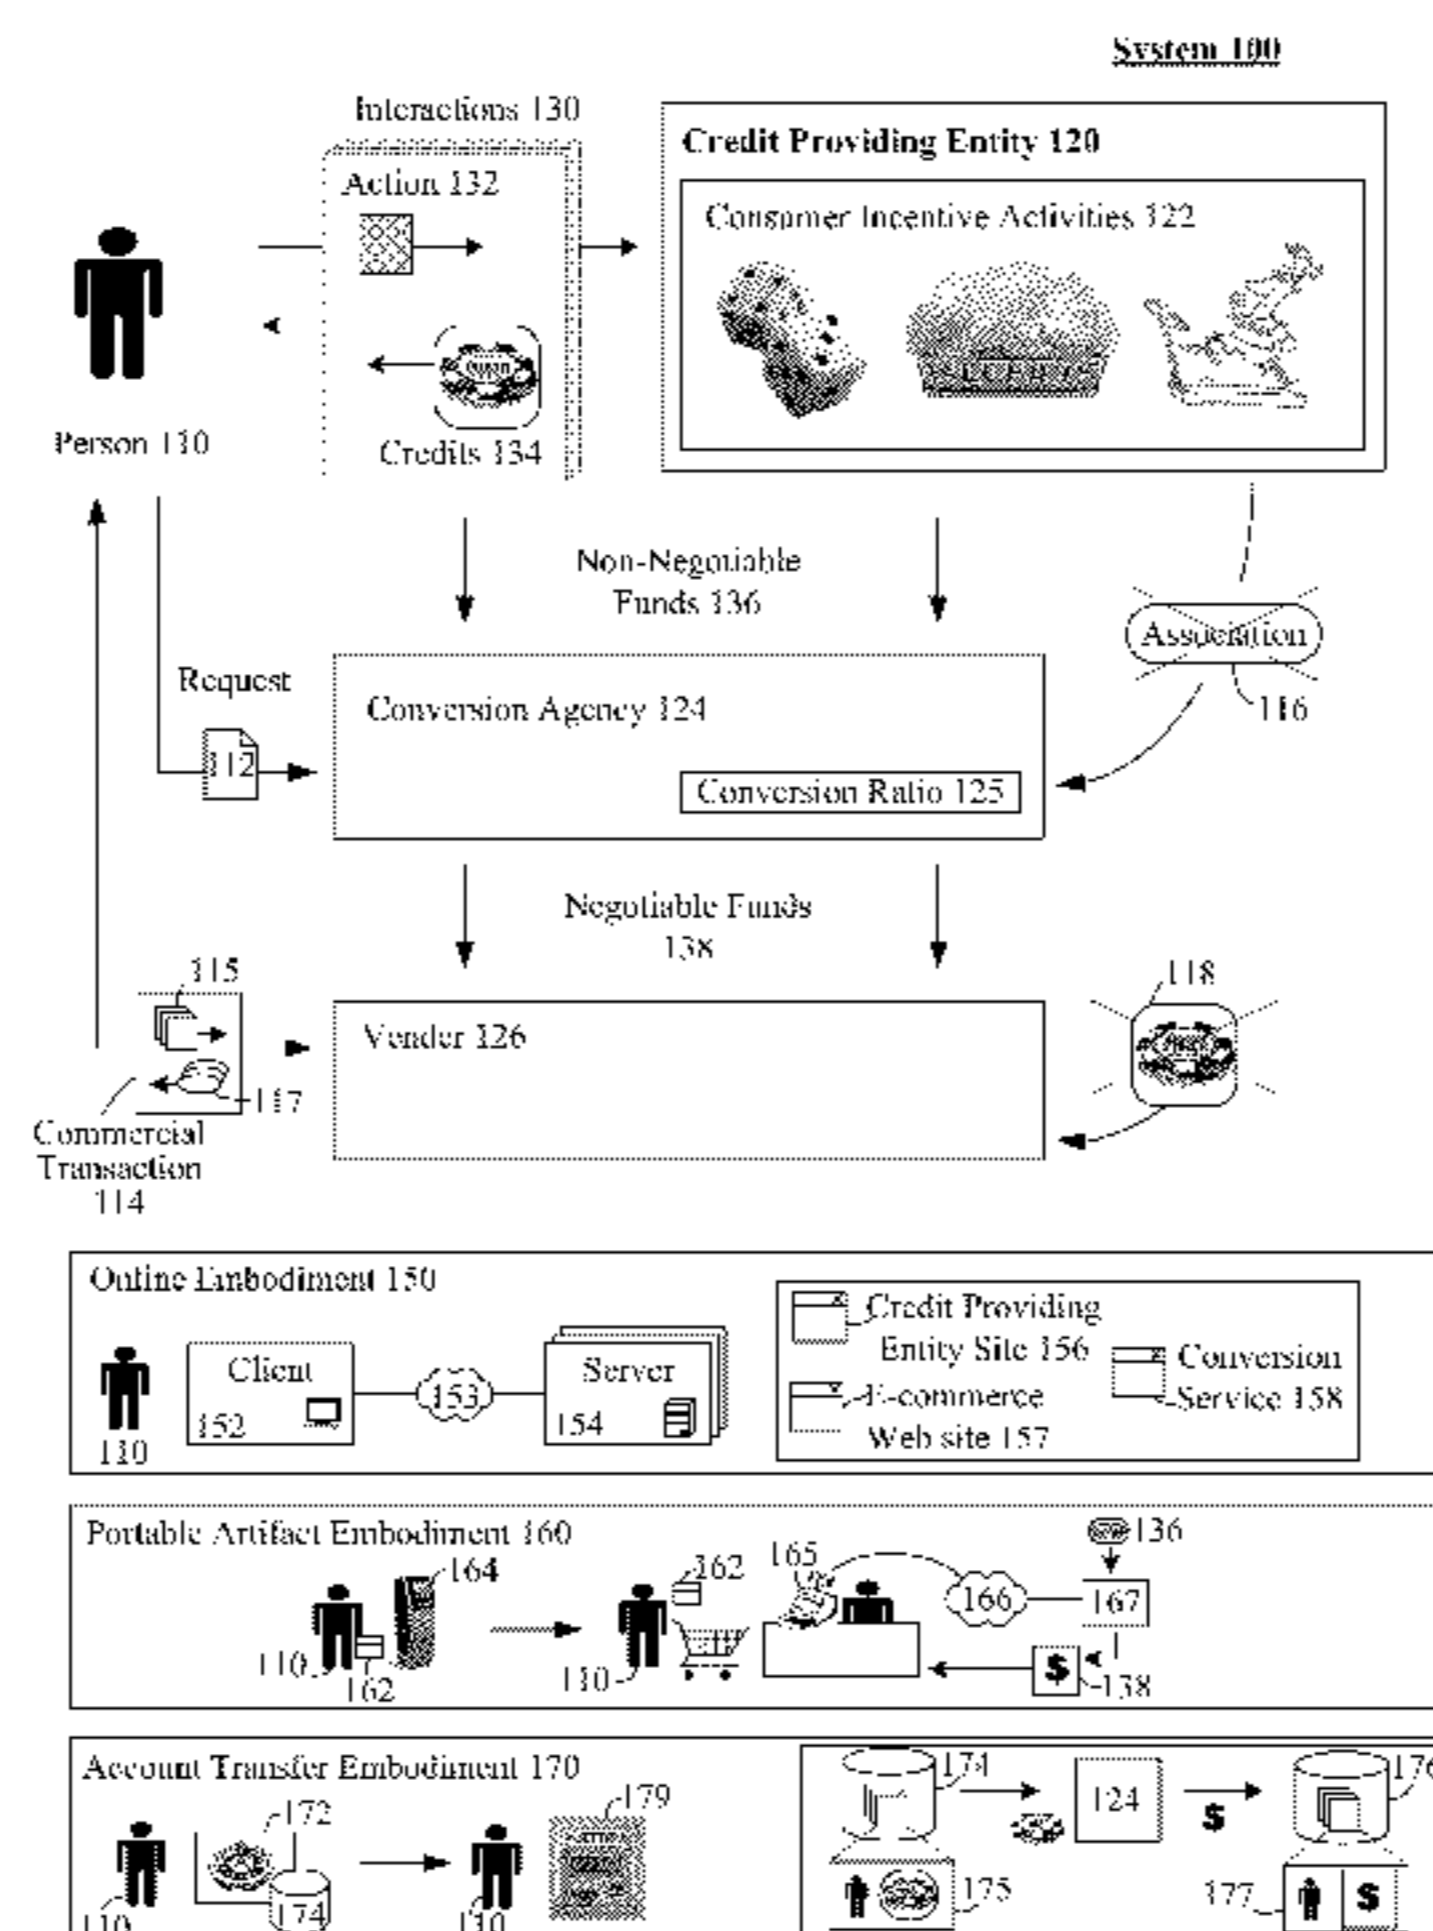 System 100
Interactions 130
Credit Providing Entity 120
Action 132
Consumer Incentive Activities 122
Person 110
Credits 134
Non-Negotiable
Funds 136
Association
116
Request
112
Conversion Agency 124
Conversion Ratio 125
Negotiable Funds
138
115
118
Vender 126
117
Commercial
Transaction
114
Online Embodiment 150
Credit Providing
Entity Site 156
Client
152
153
Server
154
Conversion
Service 158
E-commerce
Web site 157
110
Portable Artifact Embodiment 160
164
162
165
136
166
167
110
162
110
$
138
Account Transfer Embodiment 170
172
179
174
124
176
$
175
177
$
110
174
110